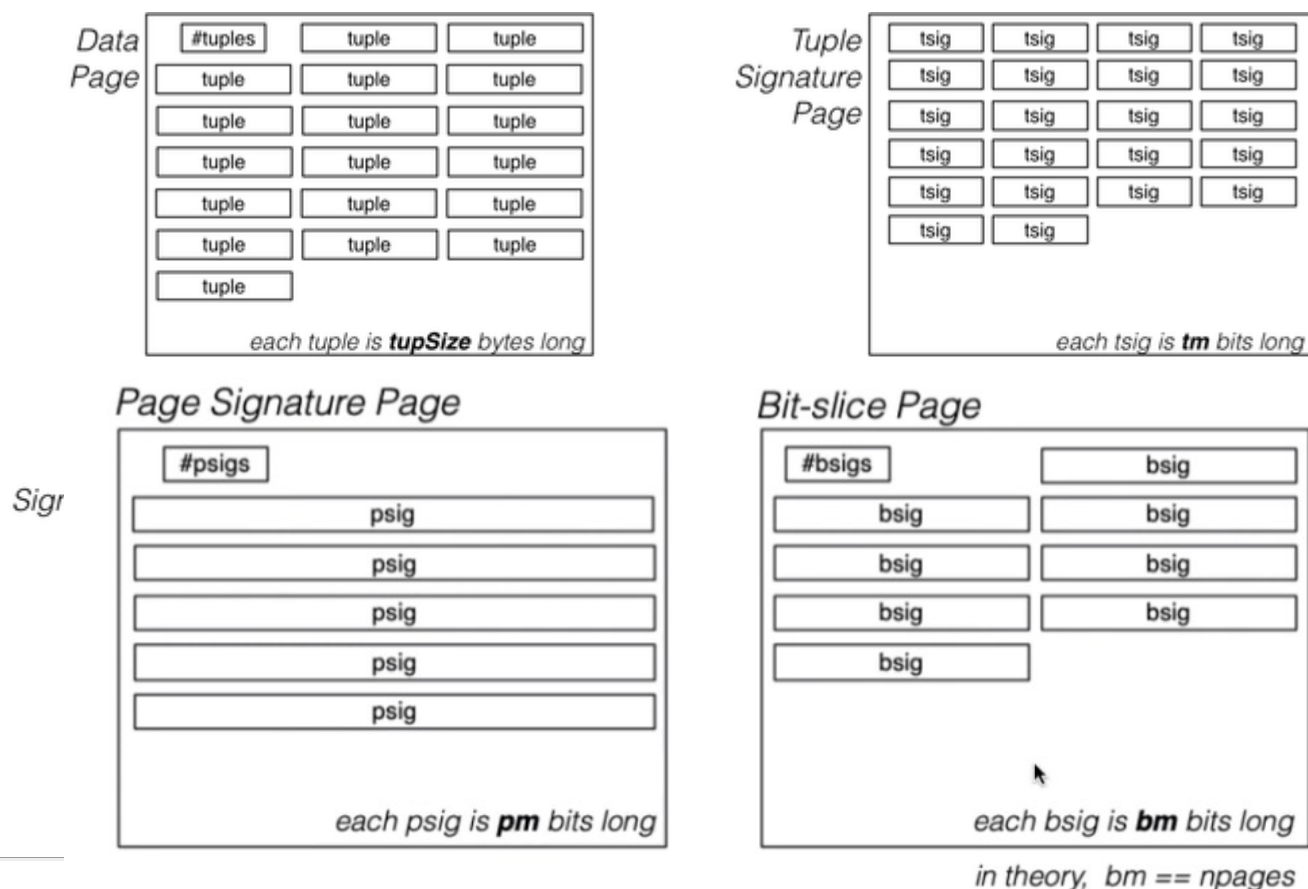 Data
Page
#tuples tuple tuple
tuple tuple tuple
tuple tuple tuple
tuple tuple tuple
tuple tuple tuple
tuple tuple tuple
tuple
each tuple is tupSize bytes long
Tuple
Signature
Page
tsig tsig tsig tsig
tsig tsig tsig tsig
tsig tsig tsig tsig
tsig tsig tsig tsig
tsig tsig tsig tsig
tsig tsig
each tsig is tm bits long
Page Signature Page
#psigs
psig
psig
psig
psig
psig
each psig is pm bits long
Bit-slice Page
#bsigs bsig
bsig bsig
bsig bsig
bsig bsig
bsig
each bsig is bm bits long
in theory, bm == npages